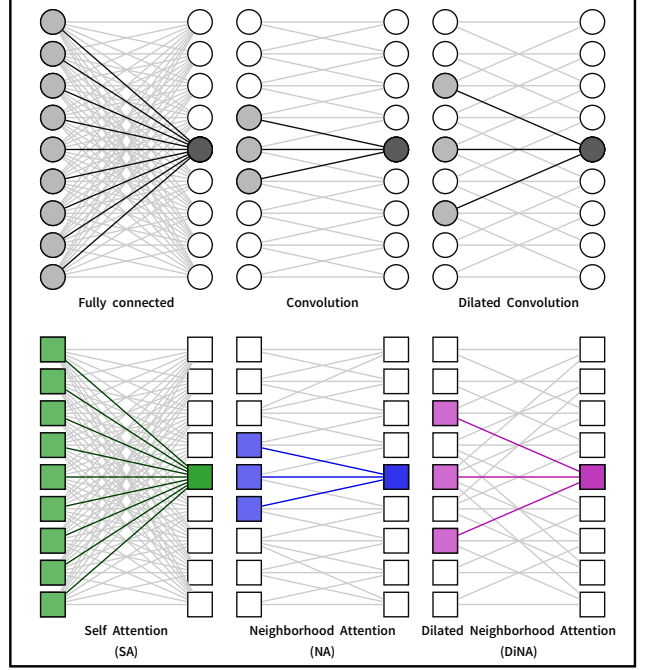 Fully connected
Convolution
Dilated Convolution
Self Attention
(SA)
Neighborhood Attention
(NA)
Dilated Neighborhood Attention
(DiNA)